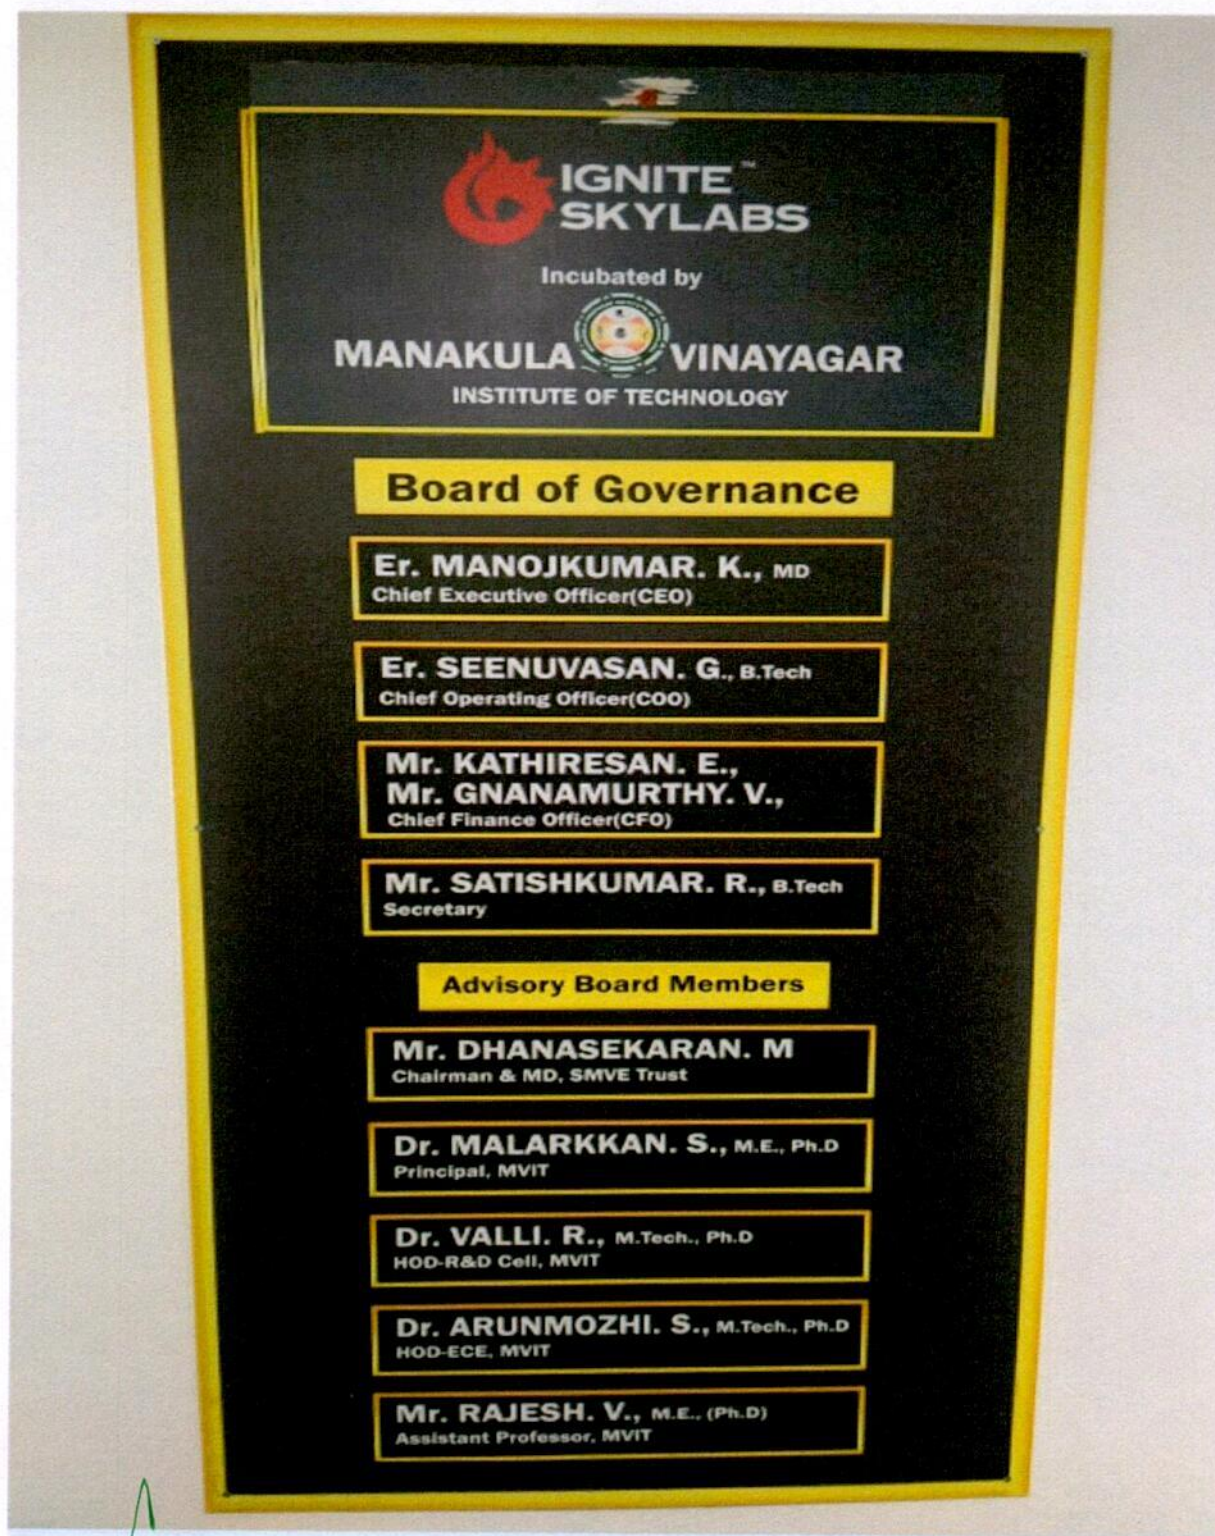 IGNITE™
SKYLABS
Incubated by
MANAKULA VINAYAGAR
INSTITUTE OF TECHNOLOGY
Board of Governance
Er. MANOJKUMAR. K., MD
Chief Executive Officer(CEO)
Er. SEENUVASAN. G., B.Tech
Chief Operating Officer(COO)
Mr. KATHIRESAN. E.,
Mr. GNANAMURTHY. V.,
Chief Finance Officer(CFO)
Mr. SATISHKUMAR. R., B.Tech
Secretary
Advisory Board Members
Mr. DHANASEKARAN. M
Chairman & MD, SMVE Trust
Dr. MALARKKAN. S., M.E., Ph.D
Principal, MVIT
Dr. VALLI. R., M.Tech., Ph.D
HOD-R&D Cell, MVIT
Dr. ARUNMOZHI. S., M.Tech., Ph.D
HOD-ECE, MVIT
Mr. RAJESH. V., M.E., (Ph.D)
Assistant Professor, MVIT